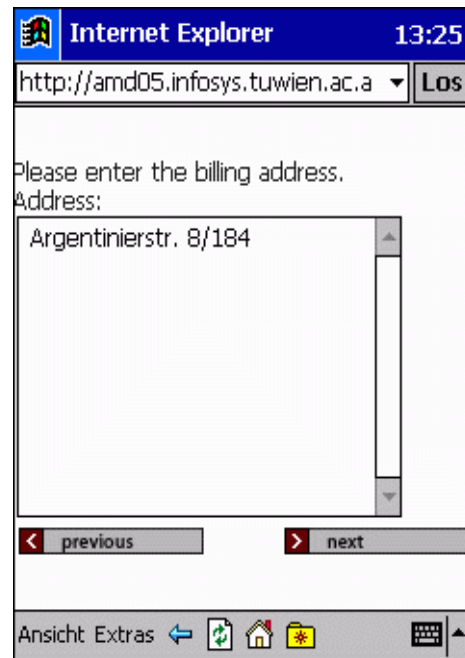 Internet Explorer 13:25
http://amd05.infosys.tuwien.ac.a Los
Please enter the billing address.
Address:
Argentinierstr. 8/184
previous next
Ansicht Extras